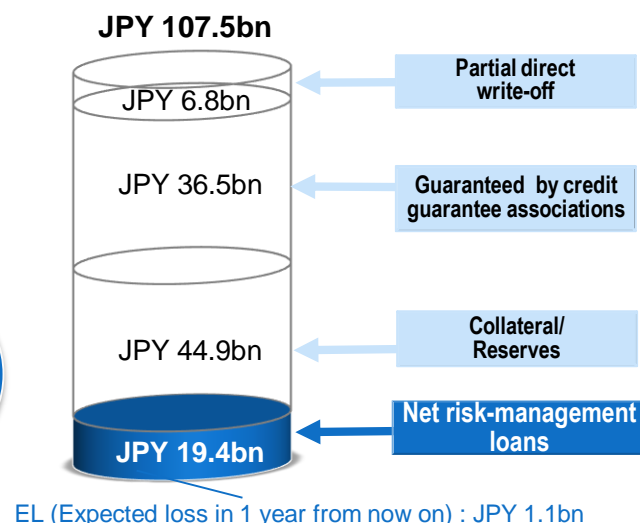 JPY 107.5bn
Partial direct
write-off
JPY 6.8bn
JPY 36.5bn
Guaranteed by credit
guarantee associations
Collateral/
Reserves
JPY 44.9bn
Net risk-management
loans
JPY 19.4bn
EL (Expected loss in 1 year from now on) : JPY 1.1bn